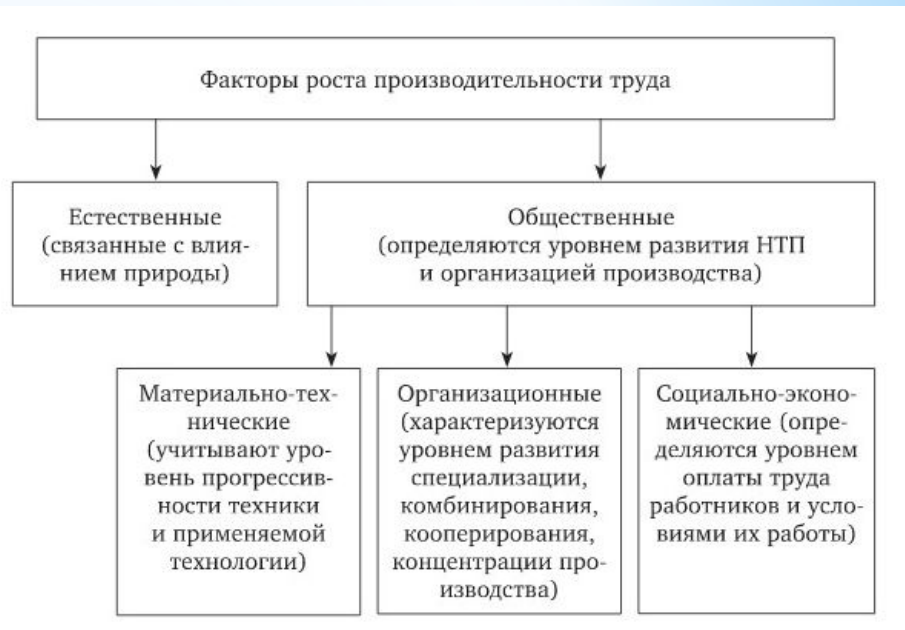 Факторы роста производительности труда
Естественные
(связанные с влия-
нием природы)
Общественные
(определяются уровнем развития НТП
и организацией производства)
Материально-тех-
нические
(учитывают уро-
вень прогрессив-
ности техники
и применяемой
технологии)
Организационные
(характеризуются
уровнем развития
специализации,
комбинирования,
кооперирования,
концентрации про-
изводства)
Социально-эконо-
мические (опре-
деляются уровнем
оплаты труда
работников и усло-
виями их работы)